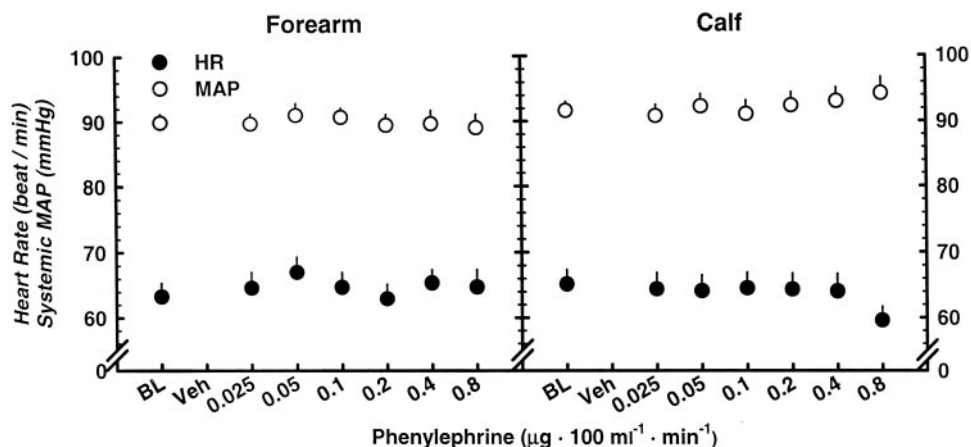 Forearm
Calf
HR
MAP
Heart Rate (beat / min)
Systemic MAP (mmHg)
100
90
80
70
60
0
100
90
80
70
60
0
BL Veh 0.025 0.05 0.1 0.2 0.4 0.8
BL Veh 0.025 0.05 0.1 0.2 0.4 0.8
Phenylephrine (μg · 100 ml⁻¹ · min⁻¹)